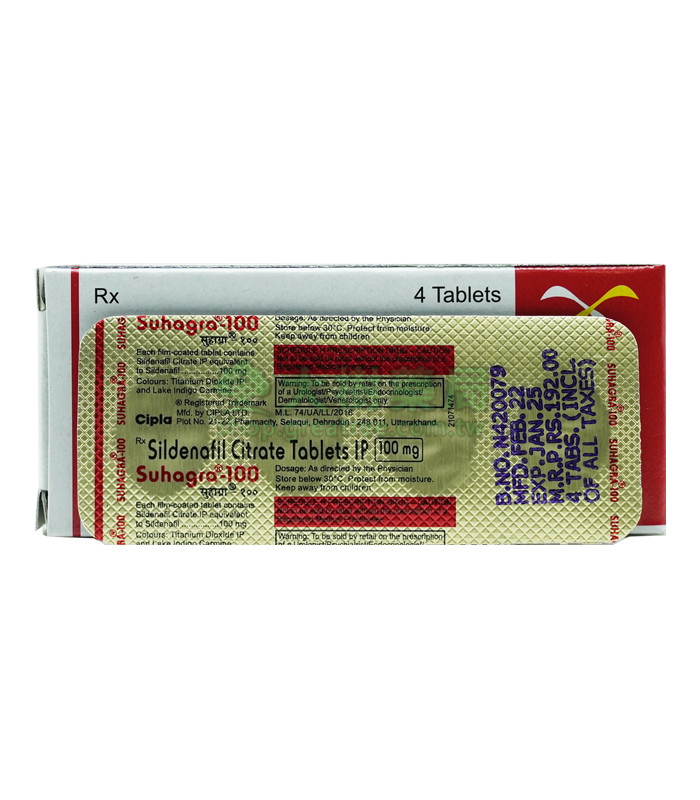 Rx
4 Tablets
SUHAGRA®-100
Suhagra®-100
सुहाग्रा® १००
Each film-coated tablet contains
Sildenafil Citrate IP equivalent
to Sildenafil..............100 mg
Colours: Titanium Dioxide IP
and Lake Indigo Carmine
® Registered Trademark
Mfd. by CIPLA LTD.
Cipla Plot No. 21-22, Pharmacity, Selaqui, Dehradun - 248 011, Uttarakhand.
Dosage: As directed by the Physician
Store below 30°C. Protect from moisture.
Keep away from children
Warning: To be sold by retail on the prescription
of a Urologist/Psychiatrist/Endocrinologist/
Dermatologist/Venerologist only
M.L. 74/UA/LL/2016
21071474
Rx Sildenafil Citrate Tablets IP 100 mg
Suhagra®-100
सुहाग्रा® १००
Each film-coated tablet contains
Sildenafil Citrate IP equivalent
to Sildenafil..............100 mg
Colours: Titanium Dioxide IP
and Lake Indigo Carmine
Dosage: As directed by the Physician
Store below 30°C. Protect from moisture.
Keep away from children
Warning: To be sold by retail on the prescription
of a Urologist/Psychiatrist/Endocrinologist/
B.NO.N420079
MFD.FEB.22
EXP.JAN.25
M.R.P.RS.192.00
4 TABS.(INCL.
OF ALL TAXES)
SUHAGRA®-100